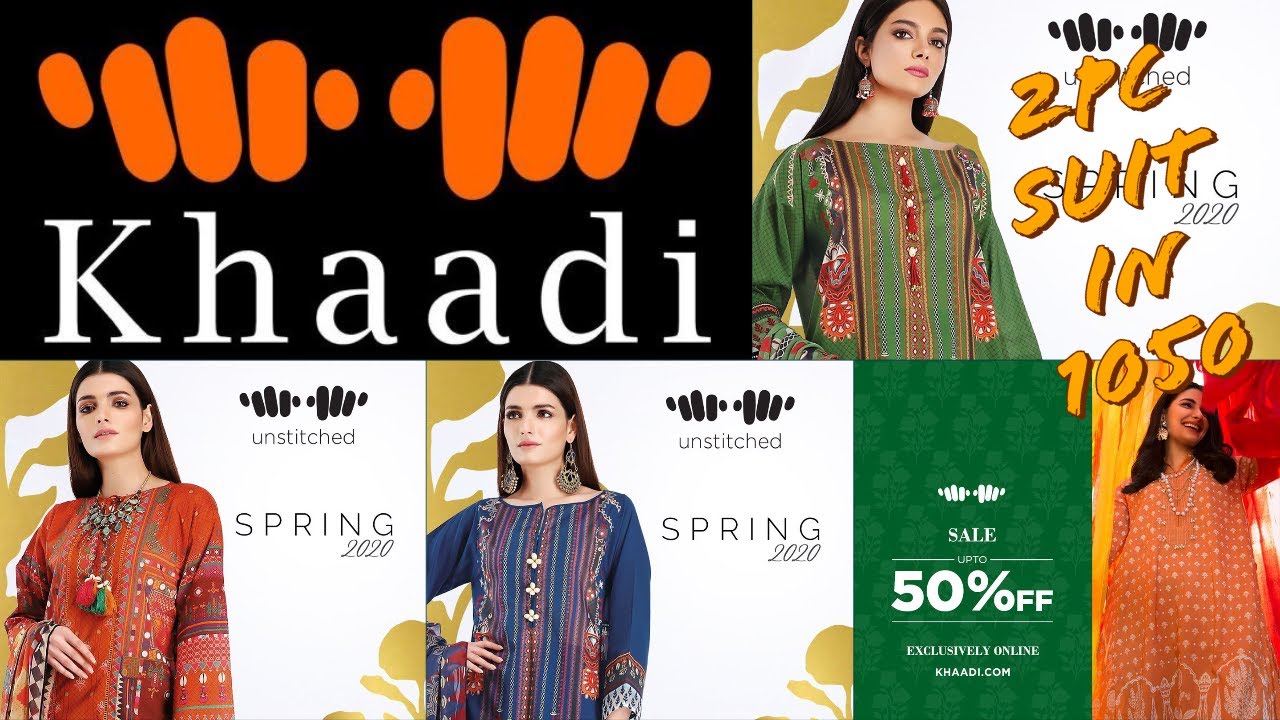 Khaadi
unstitched
SPRING
2020
2PC
SUIT
IN
1050
unstitched
SPRING
2020
unstitched
SPRING
2020
SALE
UPTO
50%OFF
EXCLUSIVELY ONLINE
KHAADI.COM